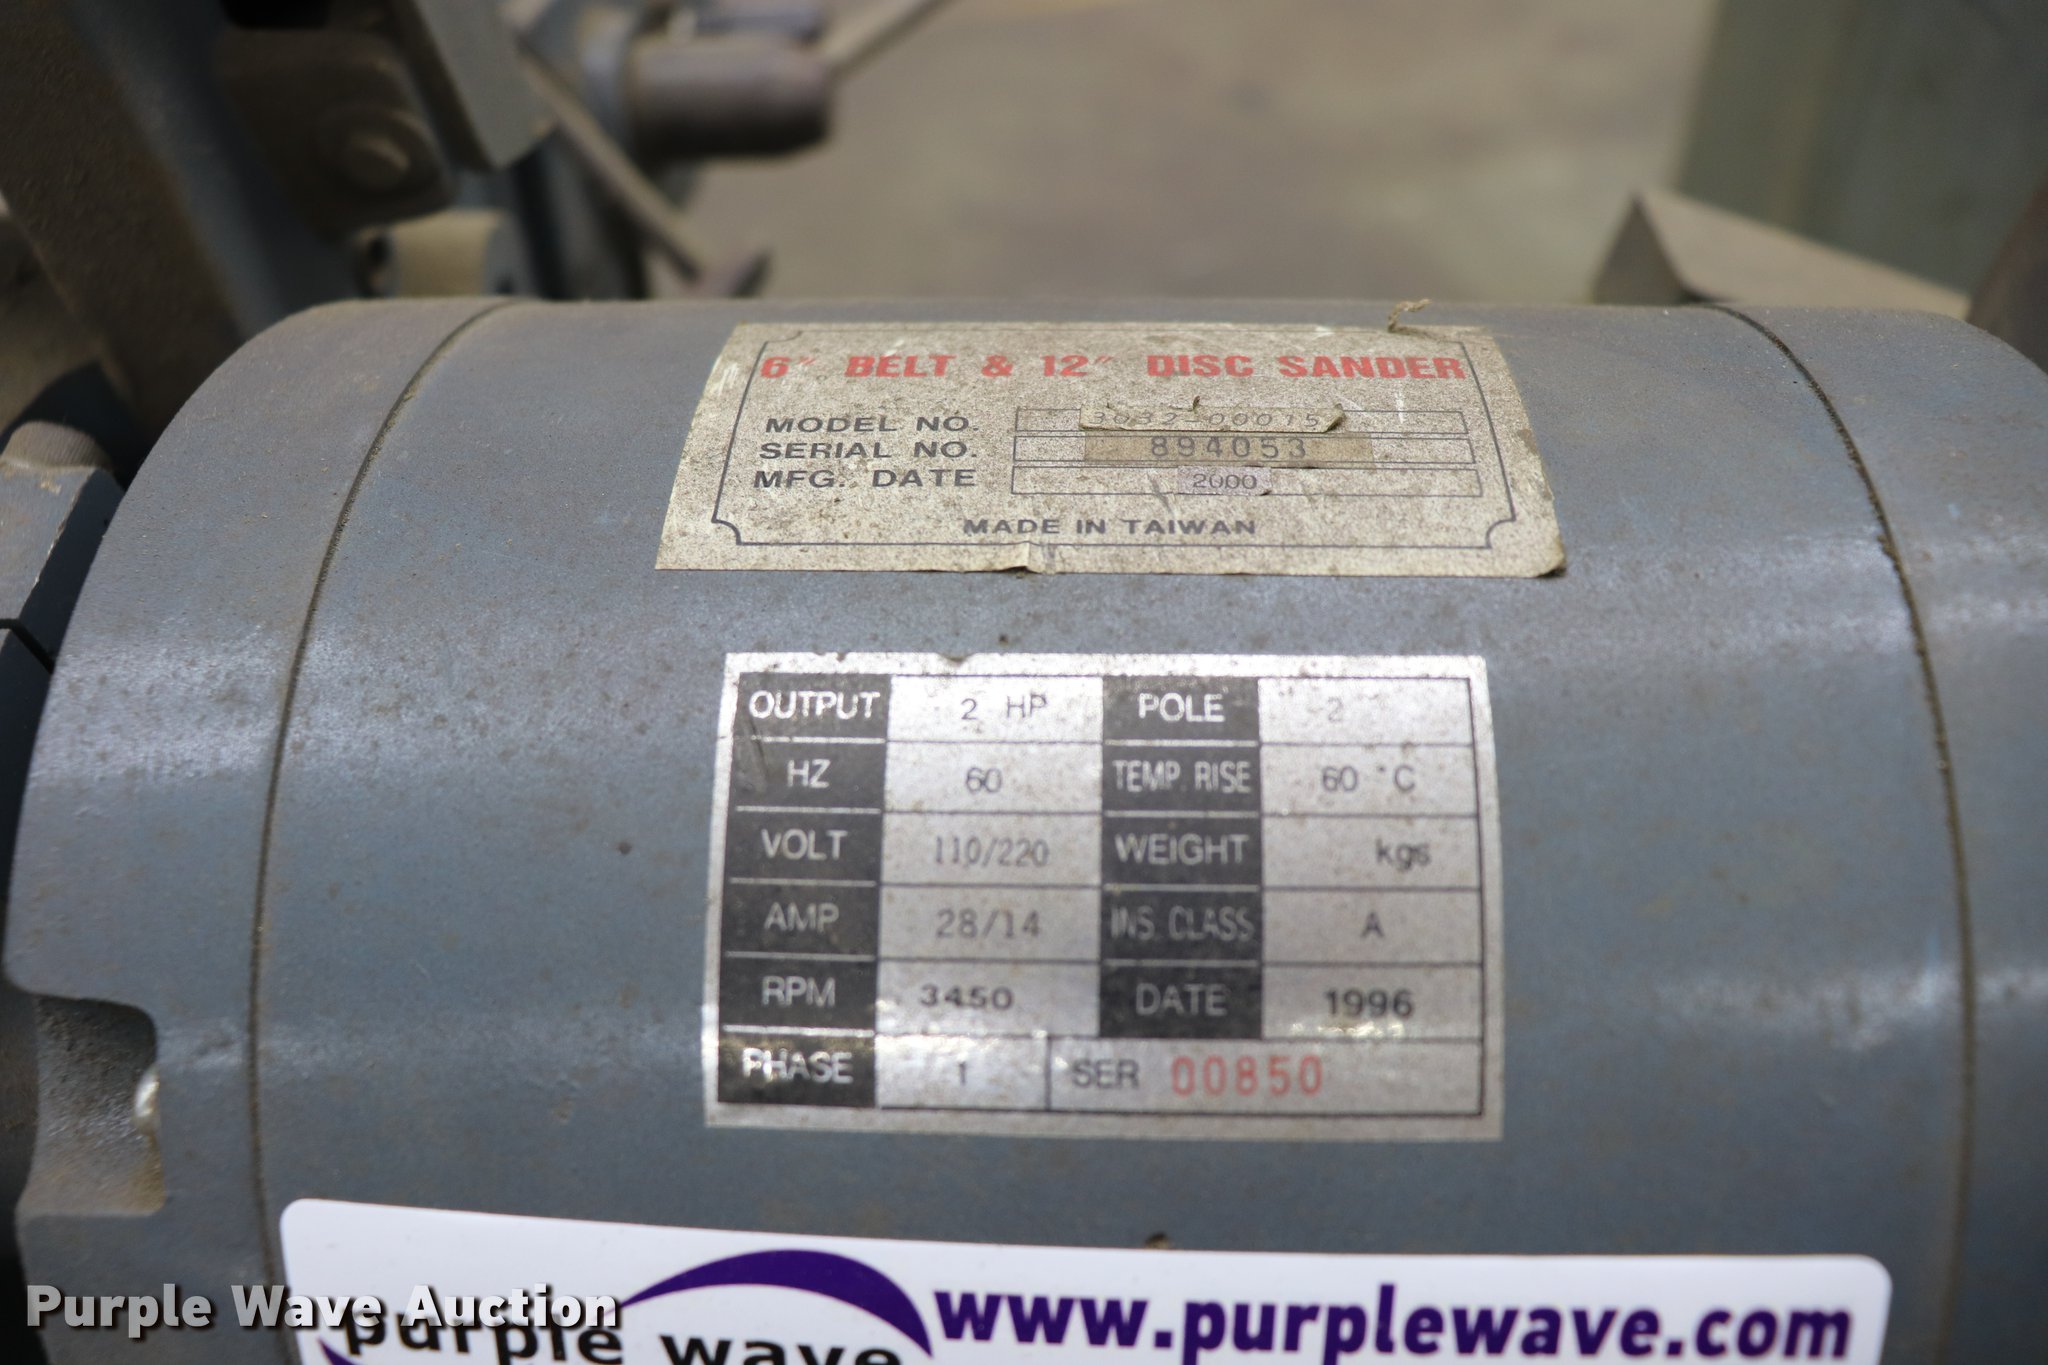 6" BELT & 12" DISC SANDER
MODEL NO. 3032-00015
SERIAL NO. 894053
MFG. DATE 2000
MADE IN TAIWAN
OUTPUT 2 HP POLE 2
HZ 60 TEMP. RISE 60 °C
VOLT 110/220 WEIGHT kgs
AMP 28/14 INS. CLASS A
RPM 3450 DATE 1996
PHASE 1 SER 00850
Purple Wave Auction
purple wave
www.purplewave.com